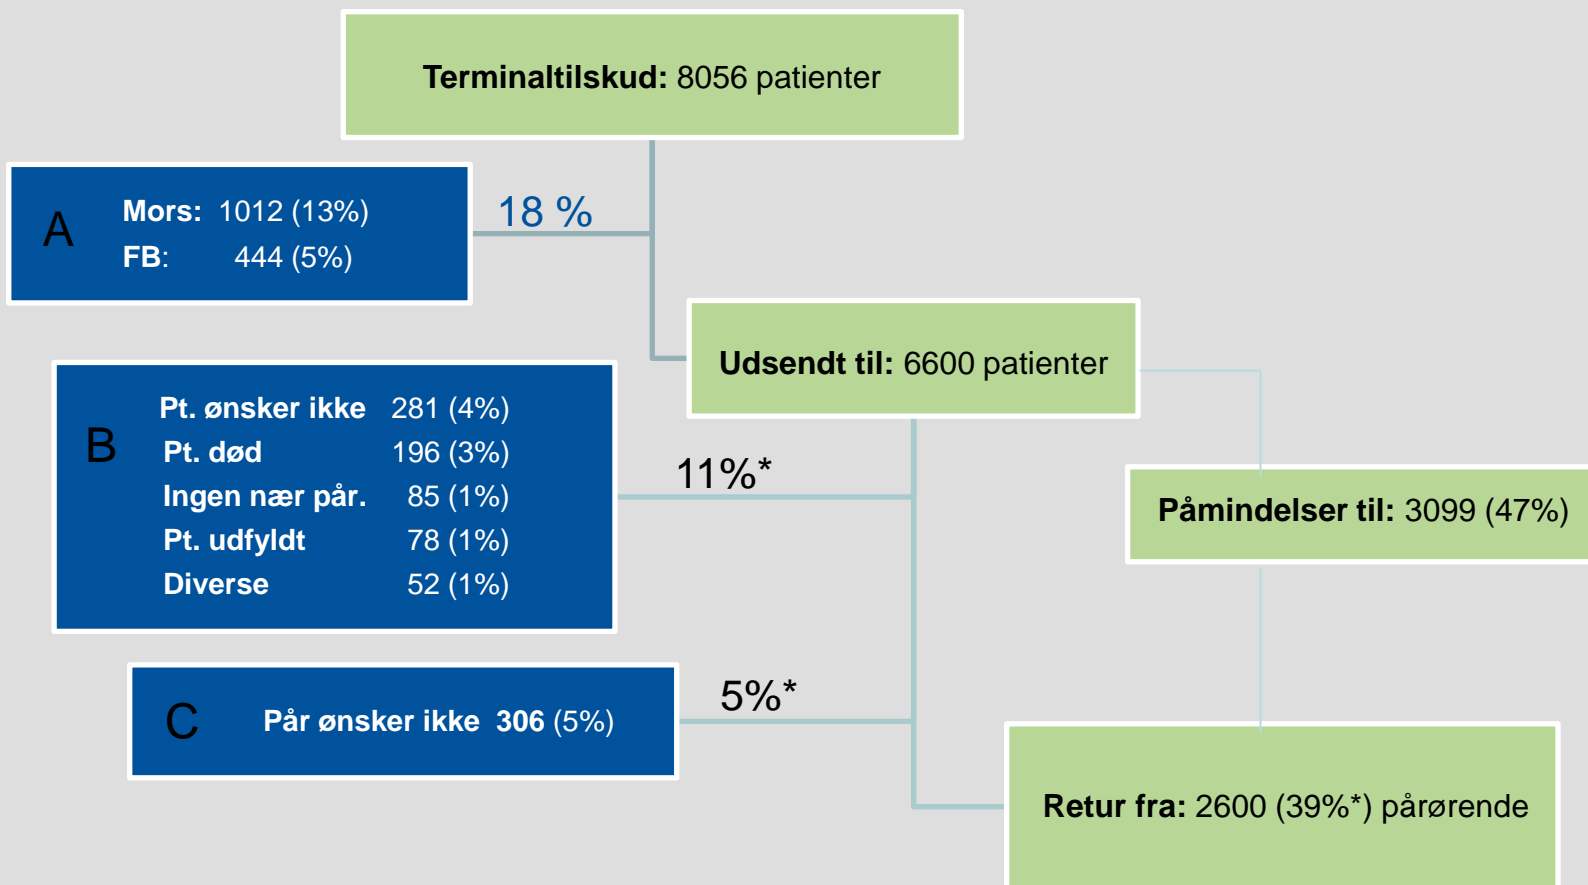 Terminaltilskud: 8056 patienter
A
Mors: 1012 (13%)
FB: 444 (5%)
18 %
Udsendt til: 6600 patienter
B
Pt. ønsker ikke 281 (4%)
Pt. død 196 (3%)
Ingen nær pår. 85 (1%)
Pt. udfyldt 78 (1%)
Diverse 52 (1%)
11%*
Påmindelser til: 3099 (47%)
C
Pår ønsker ikke 306 (5%)
5%*
Retur fra: 2600 (39%*) pårørende